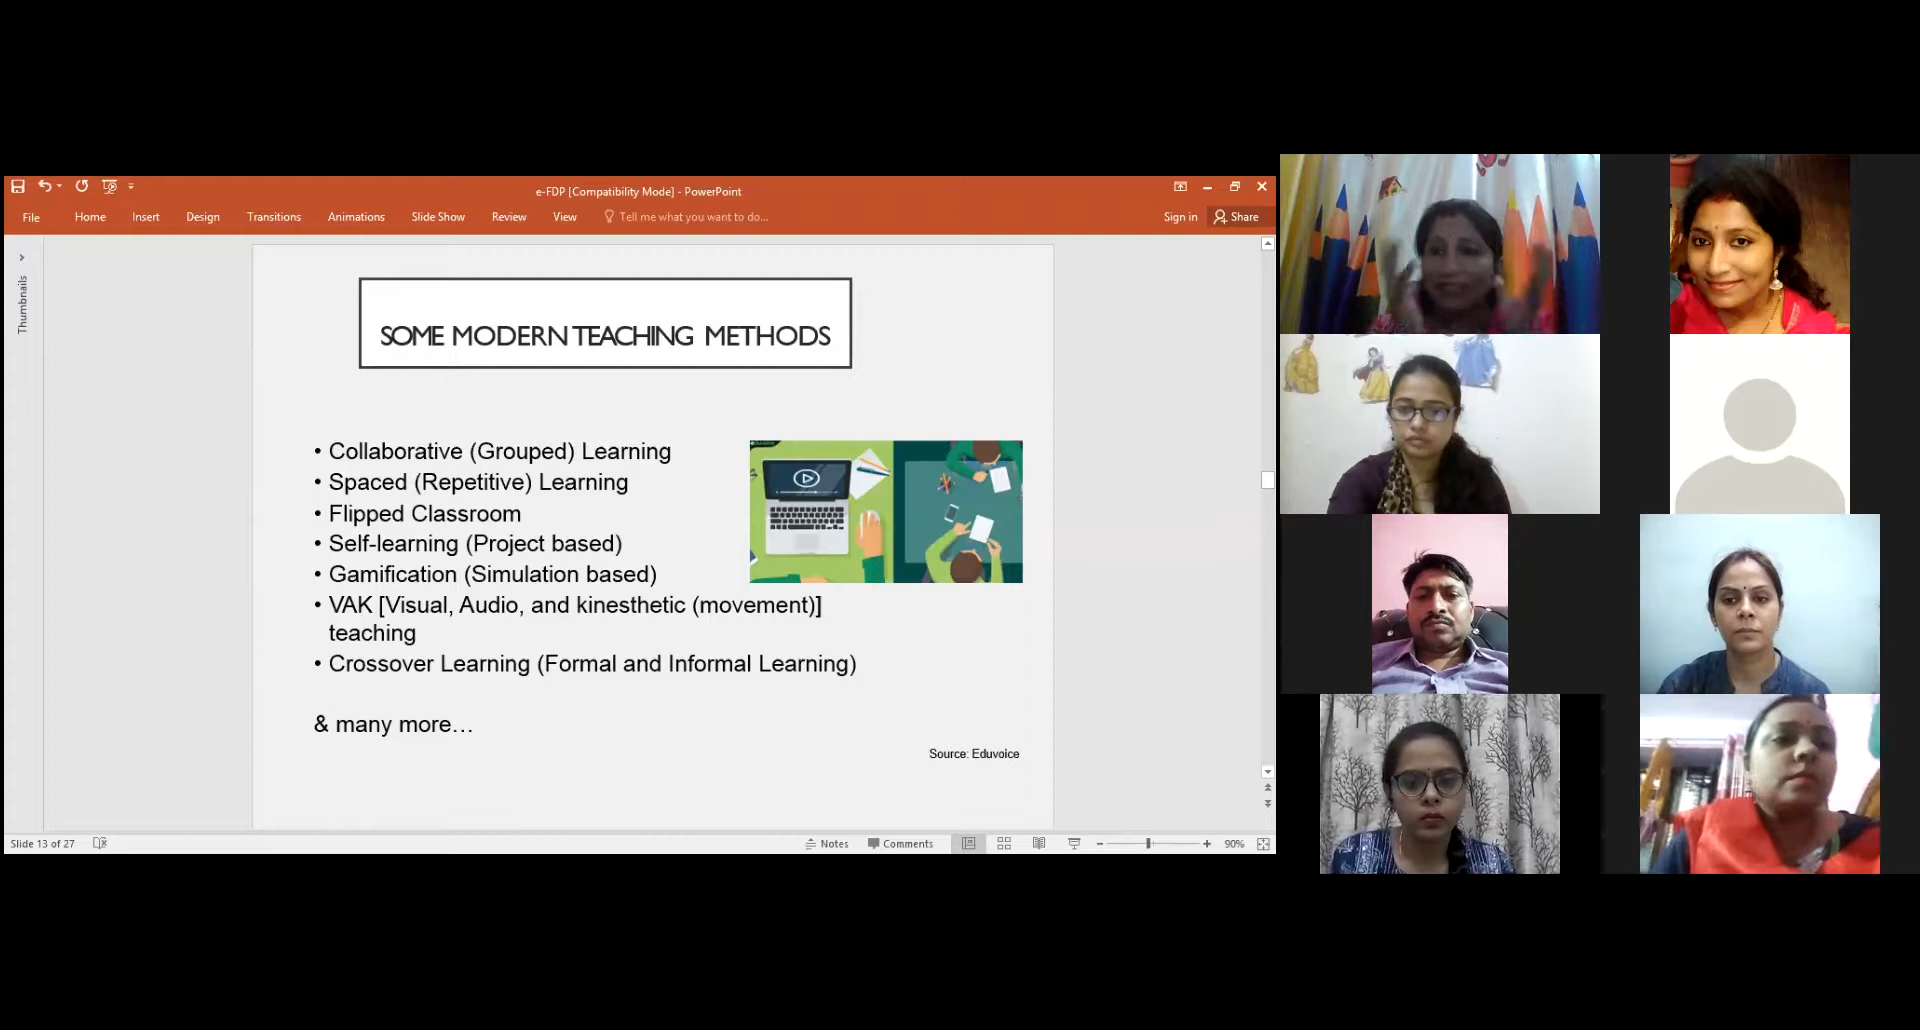 e-FDP [Compatibility Mode] - PowerPoint
File Home Insert Design Transitions Animations Slide Show Review View Tell me what you want to do... Sign in Share
Thumbnails
SOME MODERN TEACHING METHODS
• Collaborative (Grouped) Learning
• Spaced (Repetitive) Learning
• Flipped Classroom
• Self-learning (Project based)
• Gamification (Simulation based)
• VAK [Visual, Audio, and kinesthetic (movement)]
teaching
• Crossover Learning (Formal and Informal Learning)
& many more…
Source: Eduvoice
Slide 13 of 27 Notes Comments 90%